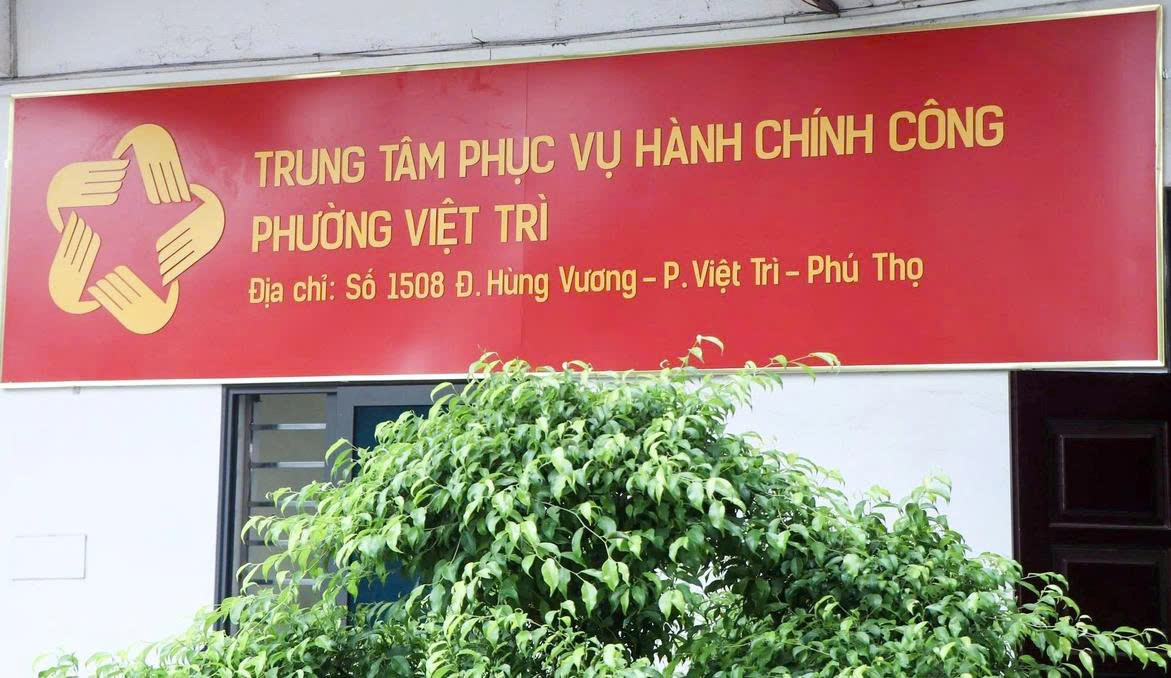 TRUNG TÂM PHỤC VỤ HÀNH CHÍNH CÔNG
PHƯỜNG VIỆT TRÌ
Địa chỉ: Số 1508 Đ. Hùng Vương – P. Việt Trì – Phú Thọ